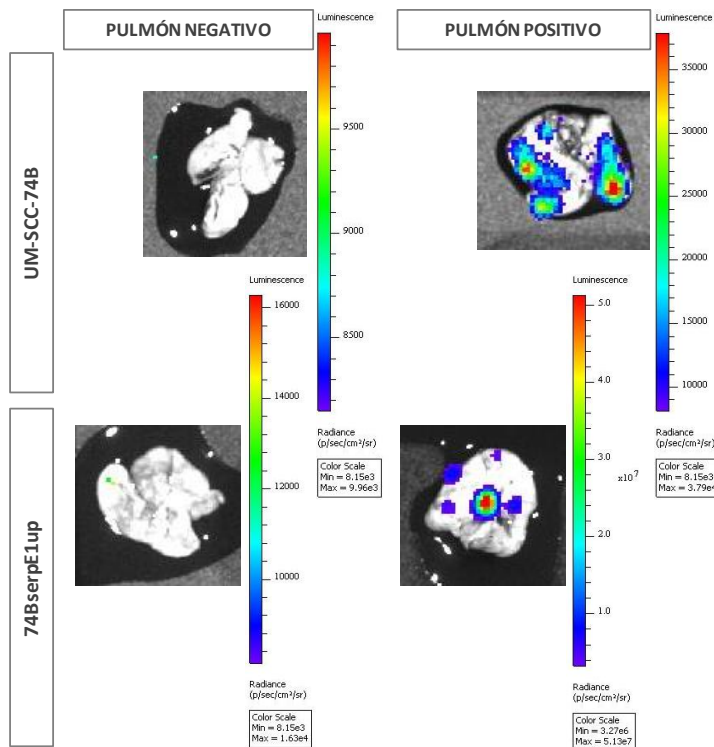 PULMÓN NEGATIVO
PULMÓN POSITIVO
UM-SCC-74B
74BserpE1up
Luminescence
9500
9000
8500
Radiance
(p/sec/cm²/sr)
Color Scale
Min = 8.15e3
Max = 9.96e3
Luminescence
35000
30000
25000
20000
15000
10000
Radiance
(p/sec/cm²/sr)
Color Scale
Min = 8.15e3
Max = 3.79e4
Luminescence
16000
14000
12000
10000
Radiance
(p/sec/cm²/sr)
Color Scale
Min = 8.15e3
Max = 1.63e4
Luminescence
5.0
4.0
3.0
x10⁷
2.0
1.0
Radiance
(p/sec/cm²/sr)
Color Scale
Min = 3.27e6
Max = 5.13e7